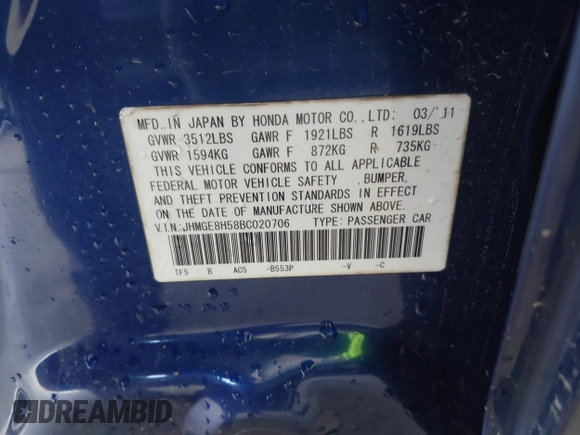 MFD. IN JAPAN BY HONDA MOTOR CO., LTD: 03/'11
GVWR 3512LBS GAWR F 1921LBS R 1619LBS
GVWR 1594KG GAWR F 872KG R 735KG
THIS VEHICLE CONFORMS TO ALL APPLICABLE
FEDERAL MOTOR VEHICLE SAFETY ,BUMPER,
AND THEFT PREVENTION STANDARDS IN EFFECT
ON THE DATE OF MANUFACTURE SHOWN ABOVE.
V.I.N.:JHMGE8H58BC020706 TYPE: PASSENGER CAR
TF5 B AC5 -B553P -V -C
DREAMBID